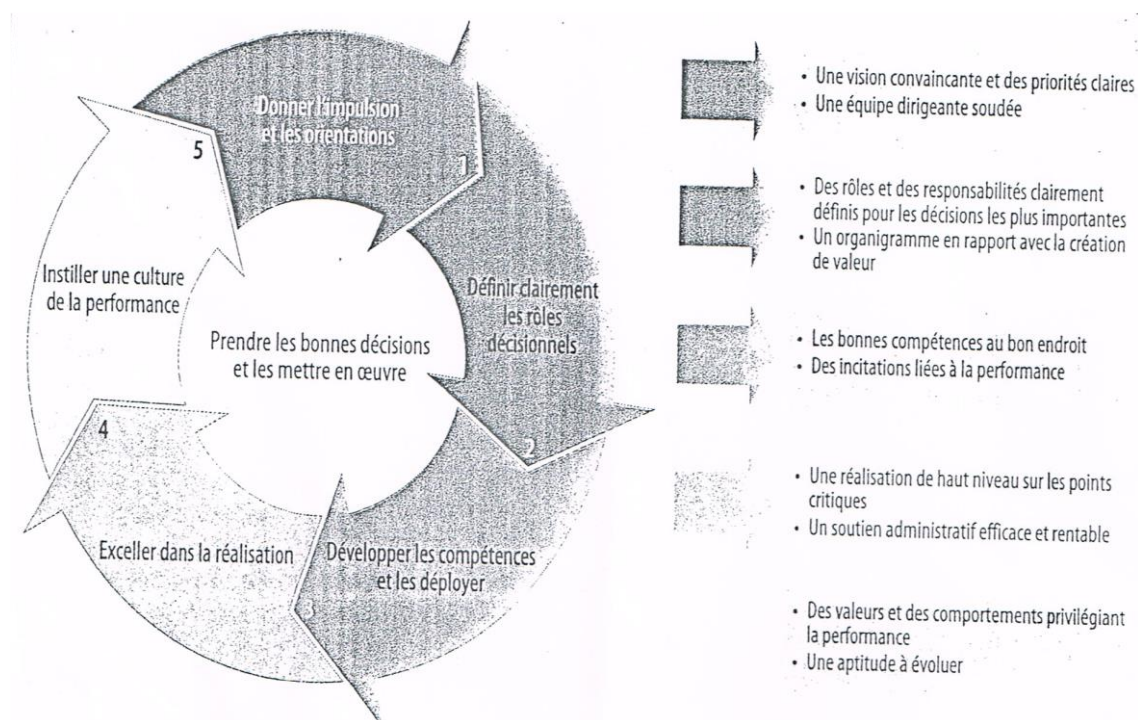 Donner l'impulsion
et les orientations
1
Définir clairement
les rôles
décisionnels
2
Développer les compétences
et les déployer
3
Exceller dans la réalisation
4
Instiller une culture
de la performance
5
Prendre les bonnes décisions
et les mettre en œuvre
• Une vision convaincante et des priorités claires
• Une équipe dirigeante soudée
• Des rôles et des responsabilités clairement
définis pour les décisions les plus importantes
• Un organigramme en rapport avec la création
de valeur
• Les bonnes compétences au bon endroit
• Des incitations liées à la performance
• Une réalisation de haut niveau sur les points
critiques
• Un soutien administratif efficace et rentable
• Des valeurs et des comportements privilégiant
la performance
• Une aptitude à évoluer